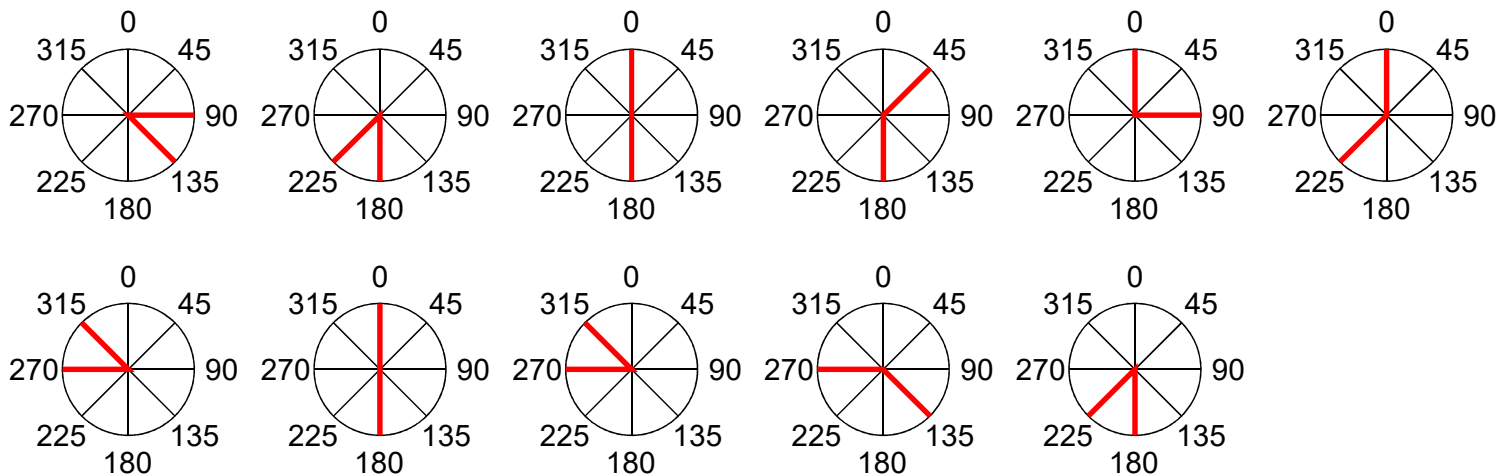 0 0 0 0 0 0
315 45 315 45 315 45 315 45 315 45 315 45
270 90 270 90 270 90 270 90 270 90 270 90
225 135 225 135 225 135 225 135 225 135 225 135
180 180 180 180 180 180
0 0 0 0 0
315 45 315 45 315 45 315 45 315 45
270 90 270 90 270 90 270 90 270 90
225 135 225 135 225 135 225 135 225 135
180 180 180 180 180